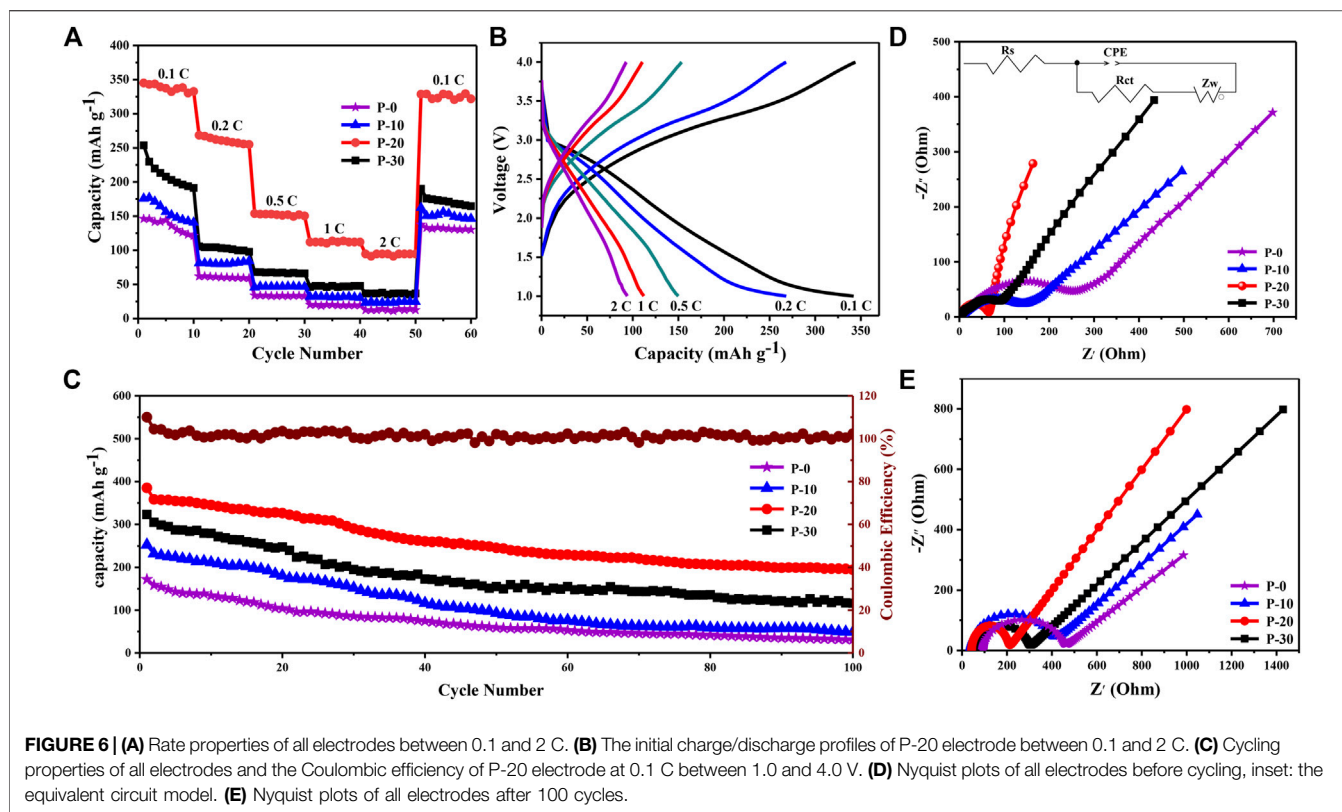 A
400
350
300
250
200
150
100
50
0
0.1 C
0.2 C
0.5 C
1 C
2 C
0.1 C
P-0
P-10
P-20
P-30
0 10 20 30 40 50 60
Cycle Number
Capacity (mAh g-1)
B
4.0
3.5
3.0
2.5
2.0
1.5
1.0
2 C 1 C 0.5 C 0.2 C 0.1 C
0 50 100 150 200 250 300 350
Capacity (mAh g-1)
Voltage (V)
D
500
400
300
200
100
0
Rs
CPE
Rct
Zw
P-0
P-10
P-20
P-30
0 100 200 300 400 500 600 700
Z′ (Ohm)
-Z″ (Ohm)
C
600
500
400
300
200
100
0
120
100
80
60
40
20
0
P-0
P-10
P-20
P-30
0 20 40 60 80 100
Cycle Number
capacity (mAh g-1)
Coulombic Efficiency (%)
E
800
600
400
200
0
P-0
P-10
P-20
P-30
0 200 400 600 800 1000 1200 1400
Z′ (Ohm)
-Z″ (Ohm)
FIGURE 6 | (A) Rate properties of all electrodes between 0.1 and 2 C. (B) The initial charge/discharge profiles of P-20 electrode between 0.1 and 2 C. (C) Cycling
properties of all electrodes and the Coulombic efficiency of P-20 electrode at 0.1 C between 1.0 and 4.0 V. (D) Nyquist plots of all electrodes before cycling, inset: the
equivalent circuit model. (E) Nyquist plots of all electrodes after 100 cycles.